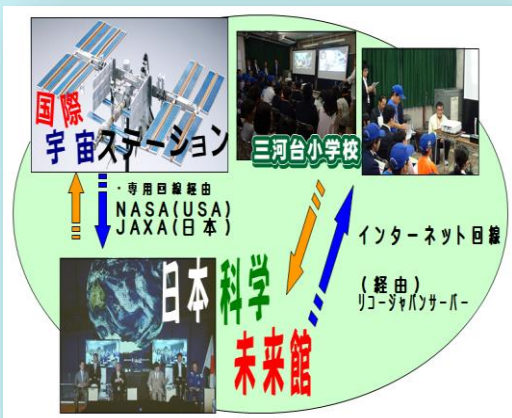 国際
宇宙ステーション
三河台小学校
・専用回線経由
NASA(USA)
JAXA(日本)
インターネット回線
(経由)
リコージャパンサーバー
日本科学
未来館